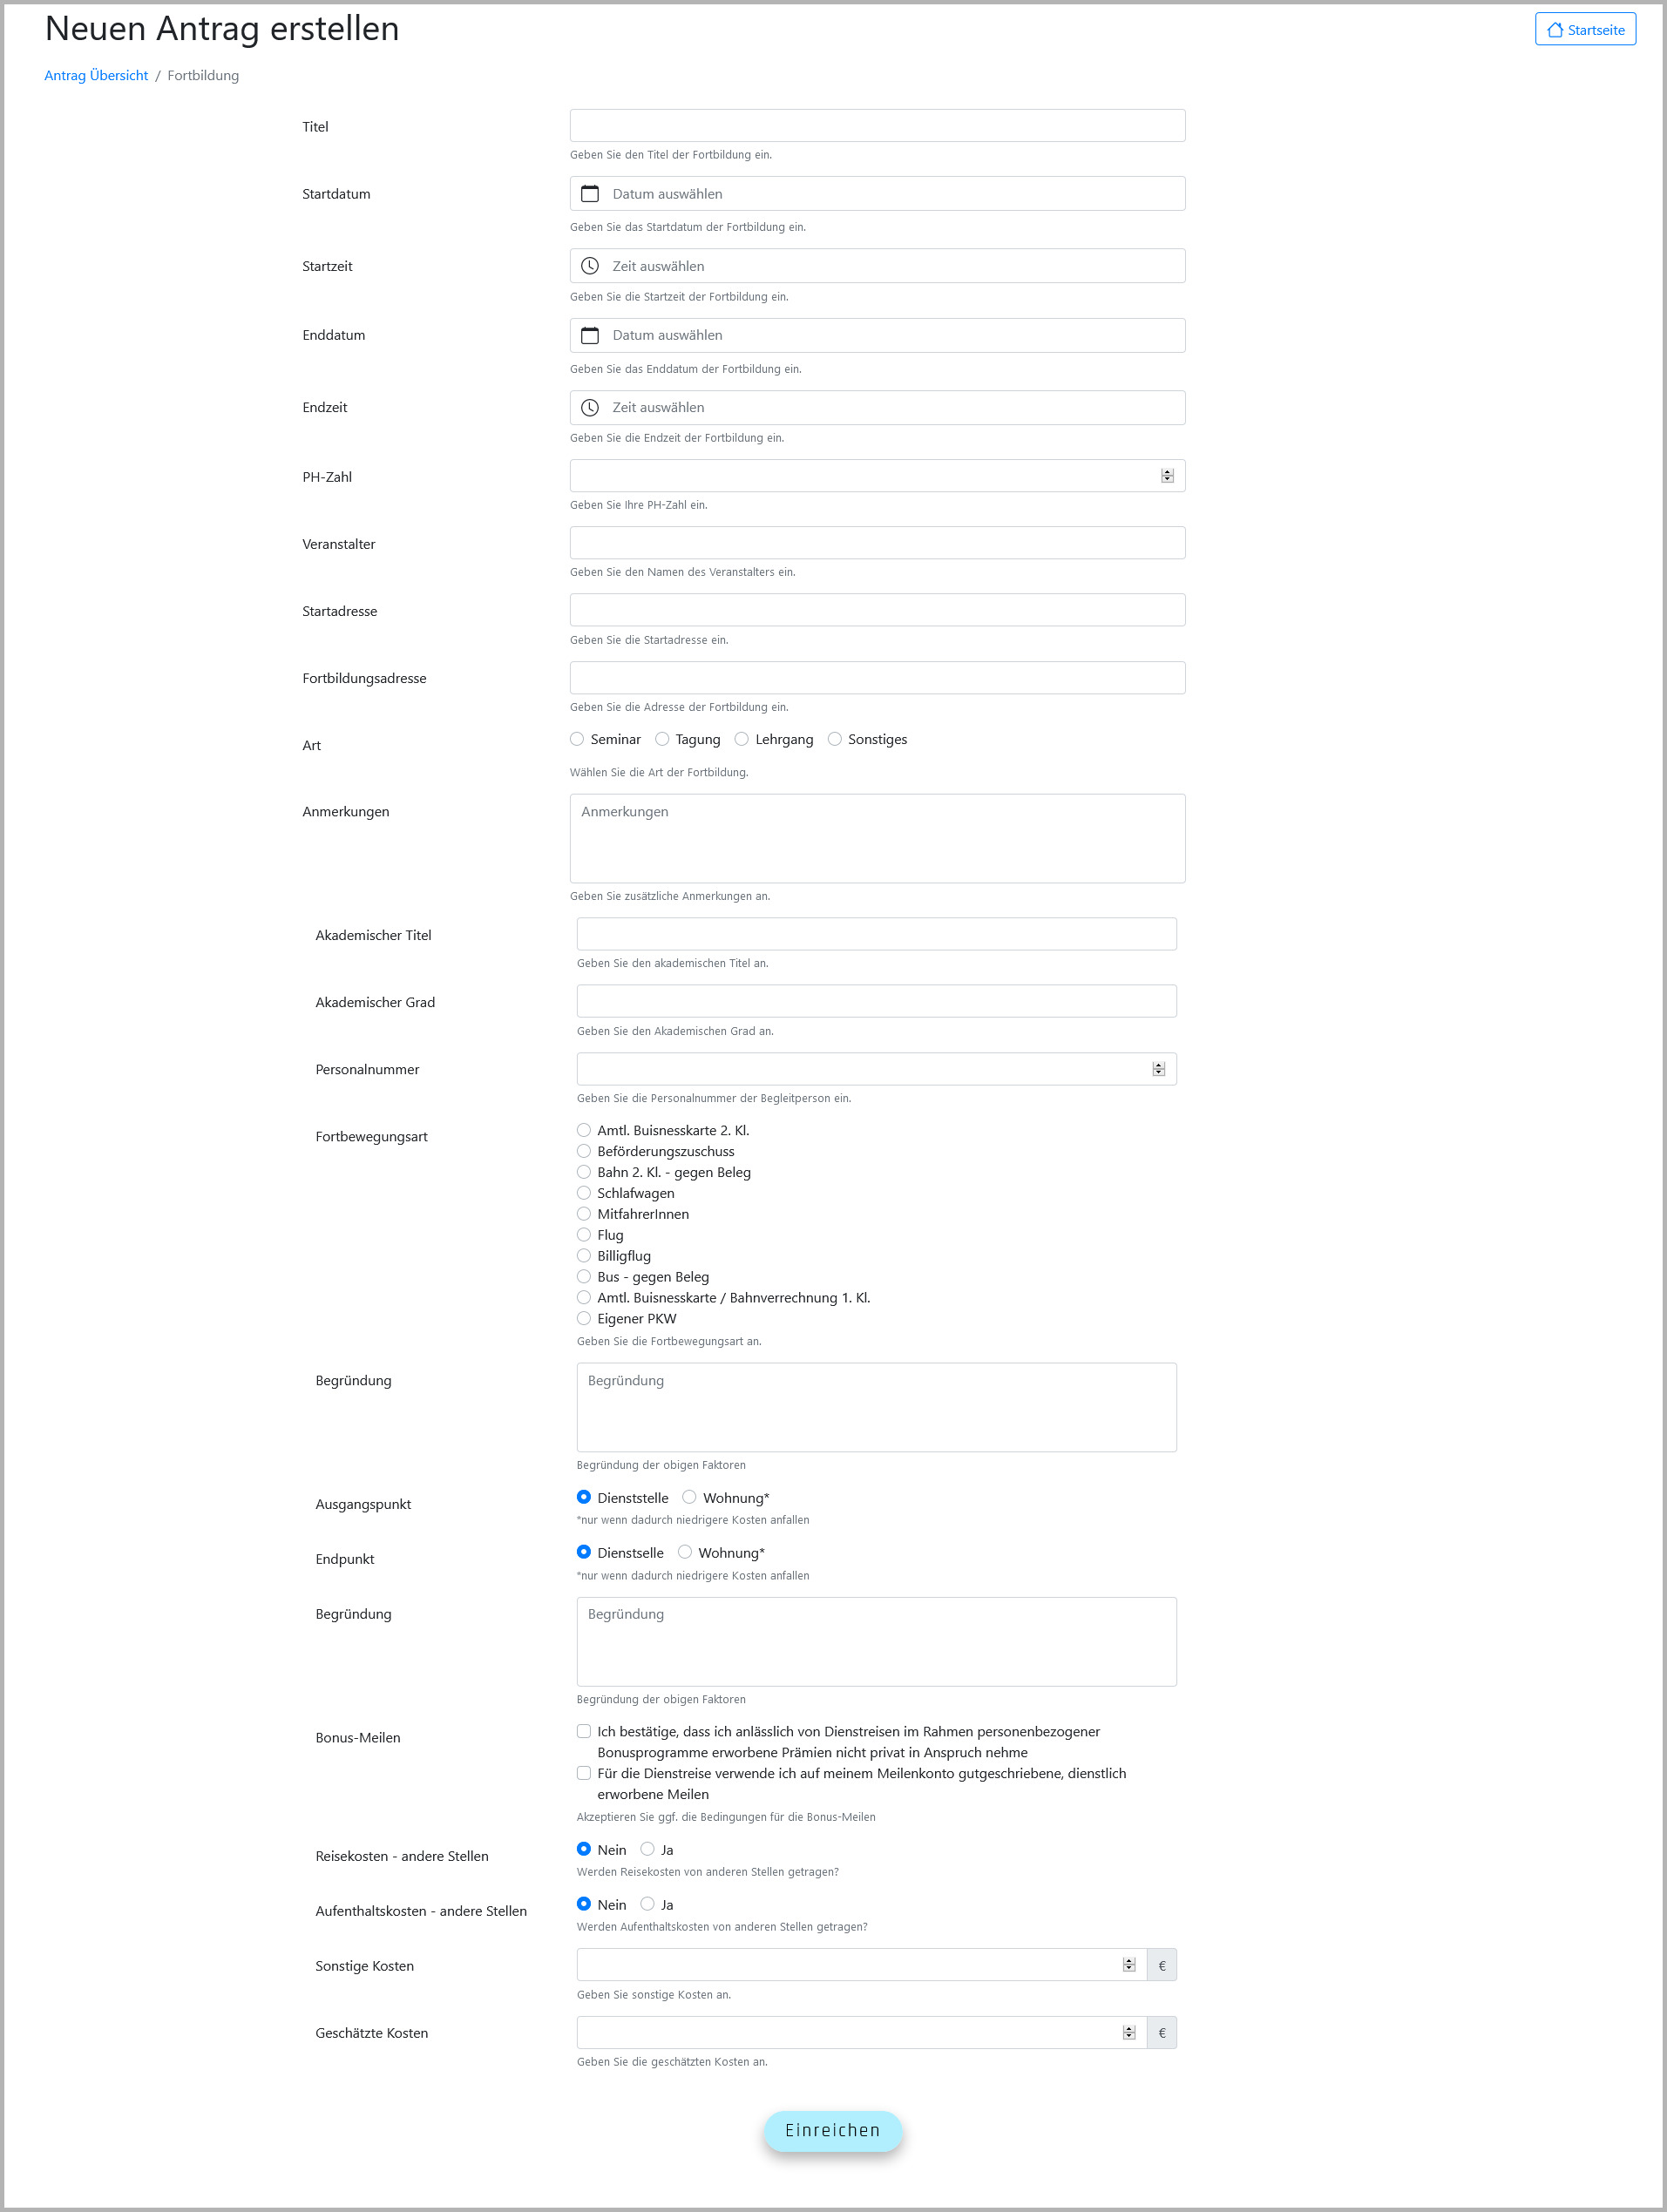 Neuen Antrag erstellen
Startseite
Antrag Übersicht / Fortbildung
Titel
Geben Sie den Titel der Fortbildung ein.
Startdatum
Datum auswählen
Geben Sie das Startdatum der Fortbildung ein.
Startzeit
Zeit auswählen
Geben Sie die Startzeit der Fortbildung ein.
Enddatum
Datum auswählen
Geben Sie das Enddatum der Fortbildung ein.
Endzeit
Zeit auswählen
Geben Sie die Endzeit der Fortbildung ein.
PH-Zahl
Geben Sie Ihre PH-Zahl ein.
Veranstalter
Geben Sie den Namen des Veranstalters ein.
Startadresse
Geben Sie die Startadresse ein.
Fortbildungsadresse
Geben Sie die Adresse der Fortbildung ein.
Art
Seminar Tagung Lehrgang Sonstiges
Wählen Sie die Art der Fortbildung.
Anmerkungen
Anmerkungen
Geben Sie zusätzliche Anmerkungen an.
Akademischer Titel
Geben Sie den akademischen Titel an.
Akademischer Grad
Geben Sie den Akademischen Grad an.
Personalnummer
Geben Sie die Personalnummer der Begleitperson ein.
Fortbewegungsart
Amtl. Buisnesskarte 2. Kl.
Beförderungszuschuss
Bahn 2. Kl. - gegen Beleg
Schlafwagen
MitfahrerInnen
Flug
Billigflug
Bus - gegen Beleg
Amtl. Buisnesskarte / Bahnverrechnung 1. Kl.
Eigener PKW
Geben Sie die Fortbewegungsart an.
Begründung
Begründung
Begründung der obigen Faktoren
Ausgangspunkt
Dienststelle Wohnung*
*nur wenn dadurch niedrigere Kosten anfallen
Endpunkt
Dienstselle Wohnung*
*nur wenn dadurch niedrigere Kosten anfallen
Begründung
Begründung
Begründung der obigen Faktoren
Bonus-Meilen
Ich bestätige, dass ich anlässlich von Dienstreisen im Rahmen personenbezogener
Bonusprogramme erworbene Prämien nicht privat in Anspruch nehme
Für die Dienstreise verwende ich auf meinem Meilenkonto gutgeschriebene, dienstlich
erworbene Meilen
Akzeptieren Sie ggf. die Bedingungen für die Bonus-Meilen
Reisekosten - andere Stellen
Nein Ja
Werden Reisekosten von anderen Stellen getragen?
Aufenthaltskosten - andere Stellen
Nein Ja
Werden Aufenthaltskosten von anderen Stellen getragen?
Sonstige Kosten
€
Geben Sie sonstige Kosten an.
Geschätzte Kosten
€
Geben Sie die geschätzten Kosten an.
Einreichen